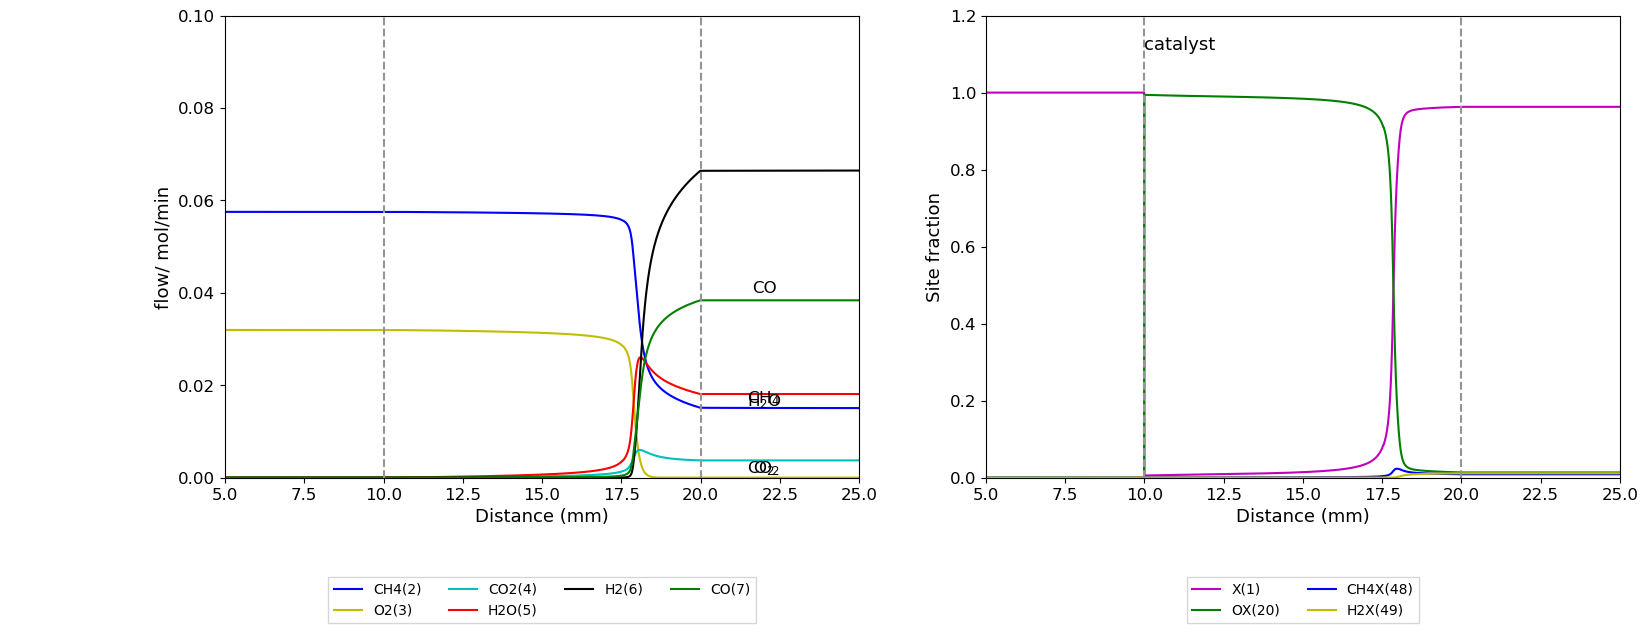 0.10
0.08
0.06
0.04
0.02
0.00
flow/ mol/min
CO
CH4
H2O
CO2
O2
5.0 7.5 10.0 12.5 15.0 17.5 20.0 22.5 25.0
Distance (mm)
CH4(2) CO2(4) H2(6) CO(7)
O2(3) H2O(5)
1.2
1.0
0.8
0.6
0.4
0.2
0.0
Site fraction
catalyst
5.0 7.5 10.0 12.5 15.0 17.5 20.0 22.5 25.0
Distance (mm)
X(1) CH4X(48)
OX(20) H2X(49)